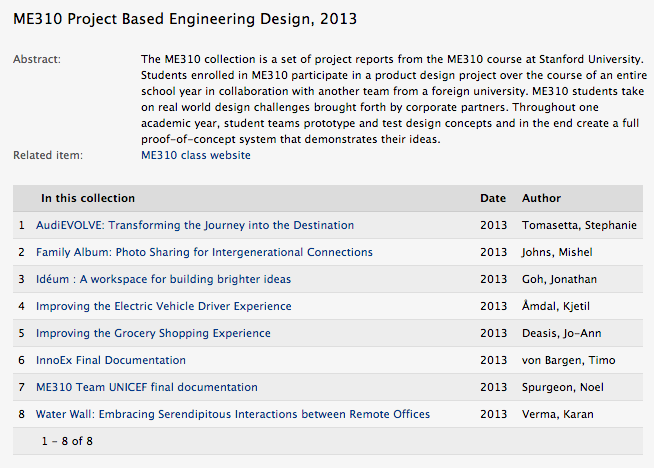 ME310 Project Based Engineering Design, 2013
Abstract: The ME310 collection is a set of project reports from the ME310 course at Stanford University.
Students enrolled in ME310 participate in a product design project over the course of an entire
school year in collaboration with another team from a foreign university. ME310 students take
on real world design challenges brought forth by corporate partners. Throughout one
academic year, student teams prototype and test design concepts and in the end create a full
proof-of-concept system that demonstrates their ideas.
Related item: ME310 class website
In this collection Date Author
1 AudiEVOLVE: Transforming the Journey into the Destination 2013 Tomasetta, Stephanie
2 Family Album: Photo Sharing for Intergenerational Connections 2013 Johns, Mishel
3 Idéum : A workspace for building brighter ideas 2013 Goh, Jonathan
4 Improving the Electric Vehicle Driver Experience 2013 Åmdal, Kjetil
5 Improving the Grocery Shopping Experience 2013 Deasis, Jo-Ann
6 InnoEx Final Documentation 2013 von Bargen, Timo
7 ME310 Team UNICEF final documentation 2013 Spurgeon, Noel
8 Water Wall: Embracing Serendipitous Interactions between Remote Offices 2013 Verma, Karan
1 – 8 of 8